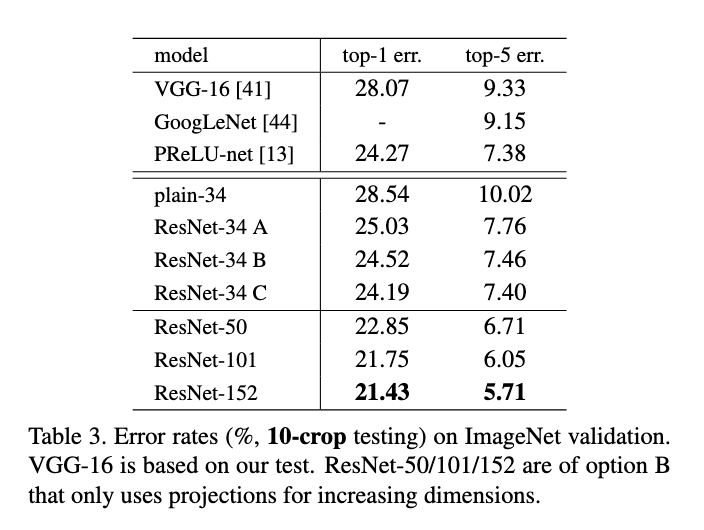 model top-1 err. top-5 err.
VGG-16 [41] 28.07 9.33
GoogLeNet [44] - 9.15
PReLU-net [13] 24.27 7.38
plain-34 28.54 10.02
ResNet-34 A 25.03 7.76
ResNet-34 B 24.52 7.46
ResNet-34 C 24.19 7.40
ResNet-50 22.85 6.71
ResNet-101 21.75 6.05
ResNet-152 21.43 5.71
Table 3. Error rates (%, 10-crop testing) on ImageNet validation.
VGG-16 is based on our test. ResNet-50/101/152 are of option B
that only uses projections for increasing dimensions.